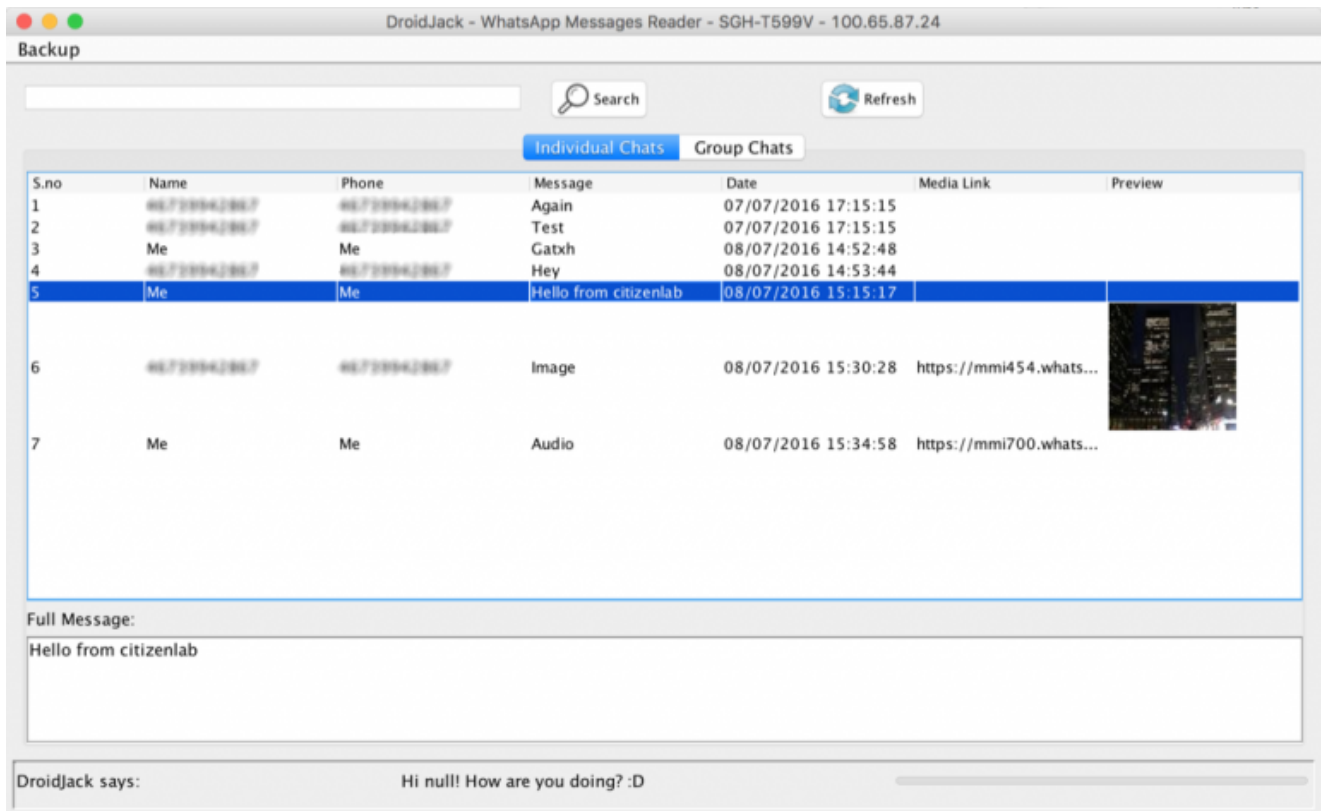 DroidJack - WhatsApp Messages Reader - SGH-T599V - 100.65.87.24
Backup
Search Refresh
Individual Chats Group Chats
S.no Name Phone Message Date Media Link Preview
1 Again 07/07/2016 17:15:15
2 Test 07/07/2016 17:15:15
3 Me Me Gatxh 08/07/2016 14:52:48
4 Hey 08/07/2016 14:53:44
5 Me Me Hello from citizenlab 08/07/2016 15:15:17
6 Image 08/07/2016 15:30:28 https://mmi454.whats...
7 Me Me Audio 08/07/2016 15:34:58 https://mmi700.whats...
Full Message:
Hello from citizenlab
DroidJack says: Hi null! How are you doing? :D